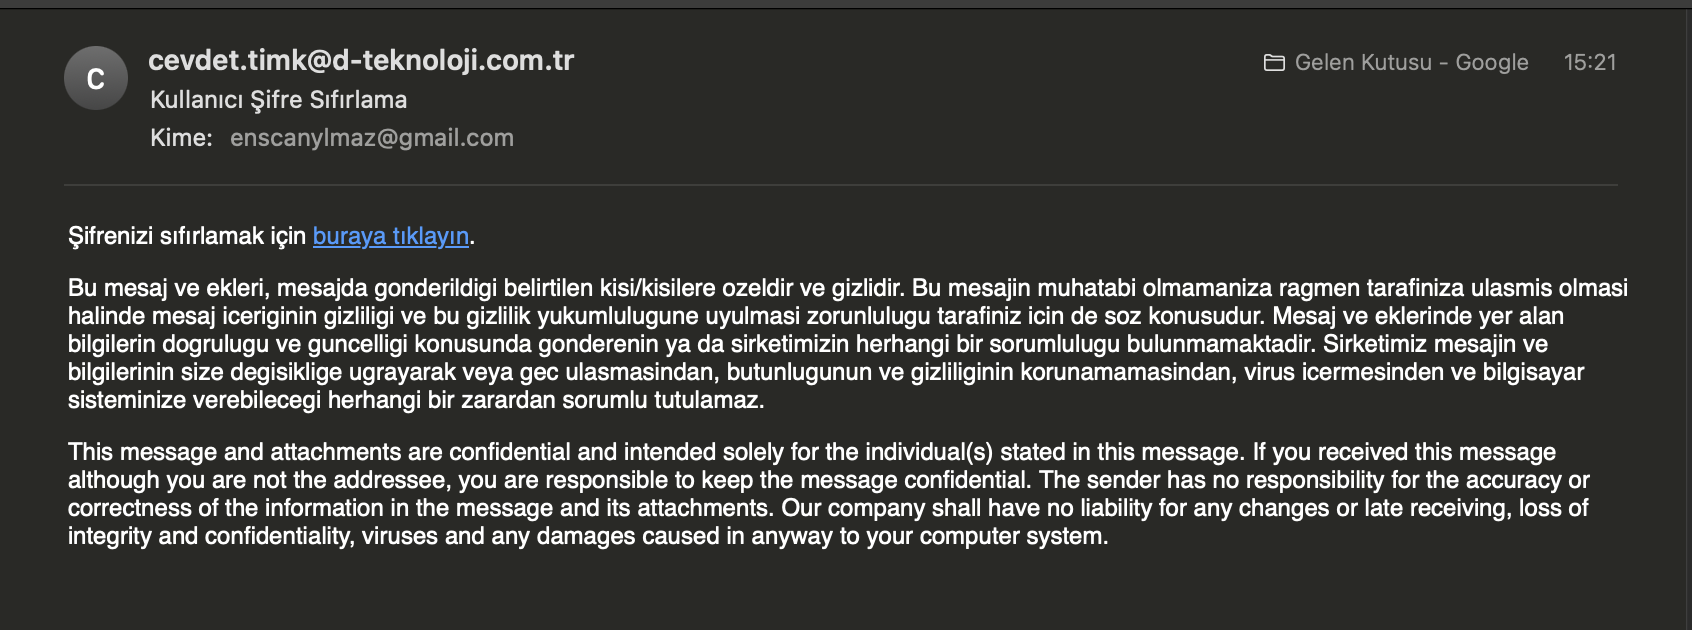 C
cevdet.timk@d-teknoloji.com.tr
Gelen Kutusu - Google 15:21
Kullanıcı Şifre Sıfırlama
Kime: enscanylmaz@gmail.com
Şifrenizi sıfırlamak için buraya tıklayın.
Bu mesaj ve ekleri, mesajda gonderildigi belirtilen kisi/kisilere ozeldir ve gizlidir. Bu mesajin muhatabi olmamaniza ragmen tarafiniza ulasmis olmasi
halinde mesaj iceriginin gizliligi ve bu gizlilik yukumlulugune uyulmasi zorunlulugu tarafiniz icin de soz konusudur. Mesaj ve eklerinde yer alan
bilgilerin dogrulugu ve guncelligi konusunda gonderenin ya da sirketimizin herhangi bir sorumlulugu bulunmamaktadir. Sirketimiz mesajin ve
bilgilerinin size degisiklige ugrayarak veya gec ulasmasindan, butunlugunun ve gizliliginin korunamamasindan, virus icermesinden ve bilgisayar
sisteminize verebilecegi herhangi bir zarardan sorumlu tutulamaz.
This message and attachments are confidential and intended solely for the individual(s) stated in this message. If you received this message
although you are not the addressee, you are responsible to keep the message confidential. The sender has no responsibility for the accuracy or
correctness of the information in the message and its attachments. Our company shall have no liability for any changes or late receiving, loss of
integrity and confidentiality, viruses and any damages caused in anyway to your computer system.